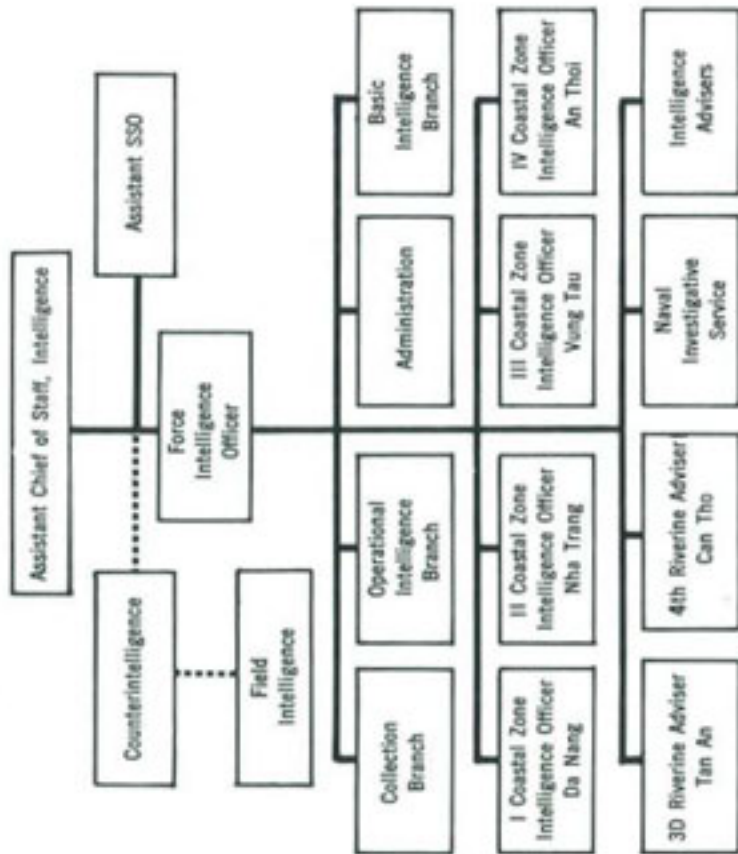 Assistant Chief of Staff, Intelligence
Assistant SSO
Counterintelligence
Force
Intelligence
Officer
Field
Intelligence
Collection
Branch
Operational
Intelligence
Branch
Administration
Basic
Intelligence
Branch
I Coastal Zone
Intelligence Officer
Da Nang
II Coastal Zone
Intelligence Officer
Nha Trang
III Coastal Zone
Intelligence Officer
Vung Tau
IV Coastal Zone
Intelligence Officer
An Thoi
3D Riverine Adviser
Tan An
4th Riverine Adviser
Can Tho
Naval
Investigative
Service
Intelligence
Advisers